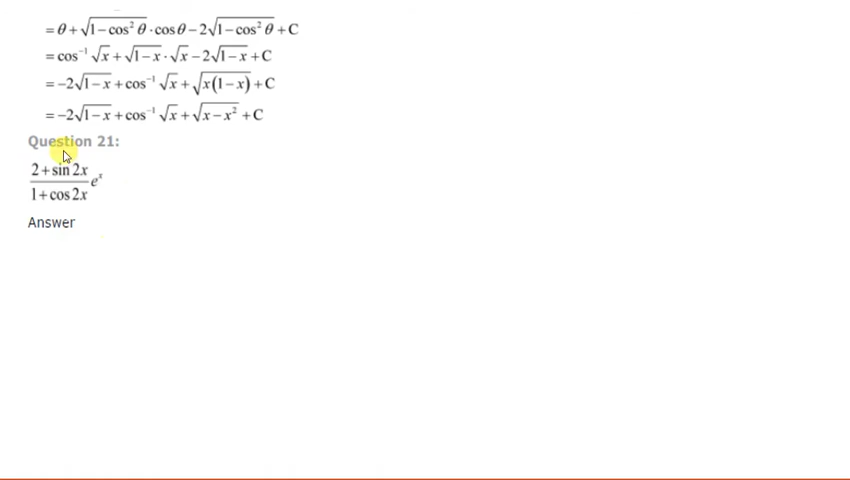 = θ + √(1 − cos² θ) · cos θ − 2√(1 − cos² θ) + C
= cos⁻¹ √x + √(1 − x) · √x − 2√(1 − x) + C
= −2√(1 − x) + cos⁻¹ √x + √(x(1 − x)) + C
= −2√(1 − x) + cos⁻¹ √x + √(x − x²) + C
Question 21:
2 + sin 2x
1 + cos 2x eˣ
Answer